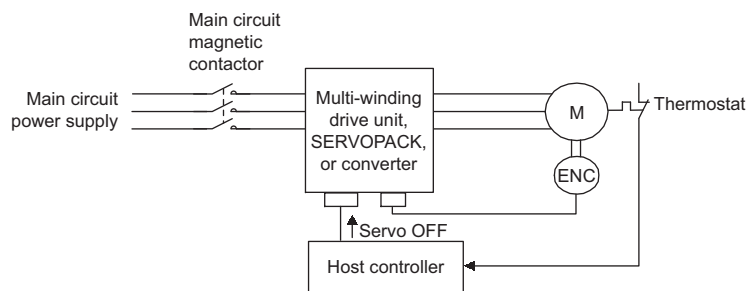 Main circuit
magnetic
contactor
Main circuit
power supply
Multi-winding
drive unit,
SERVOPACK,
or converter
M
Thermostat
ENC
Servo OFF
Host controller